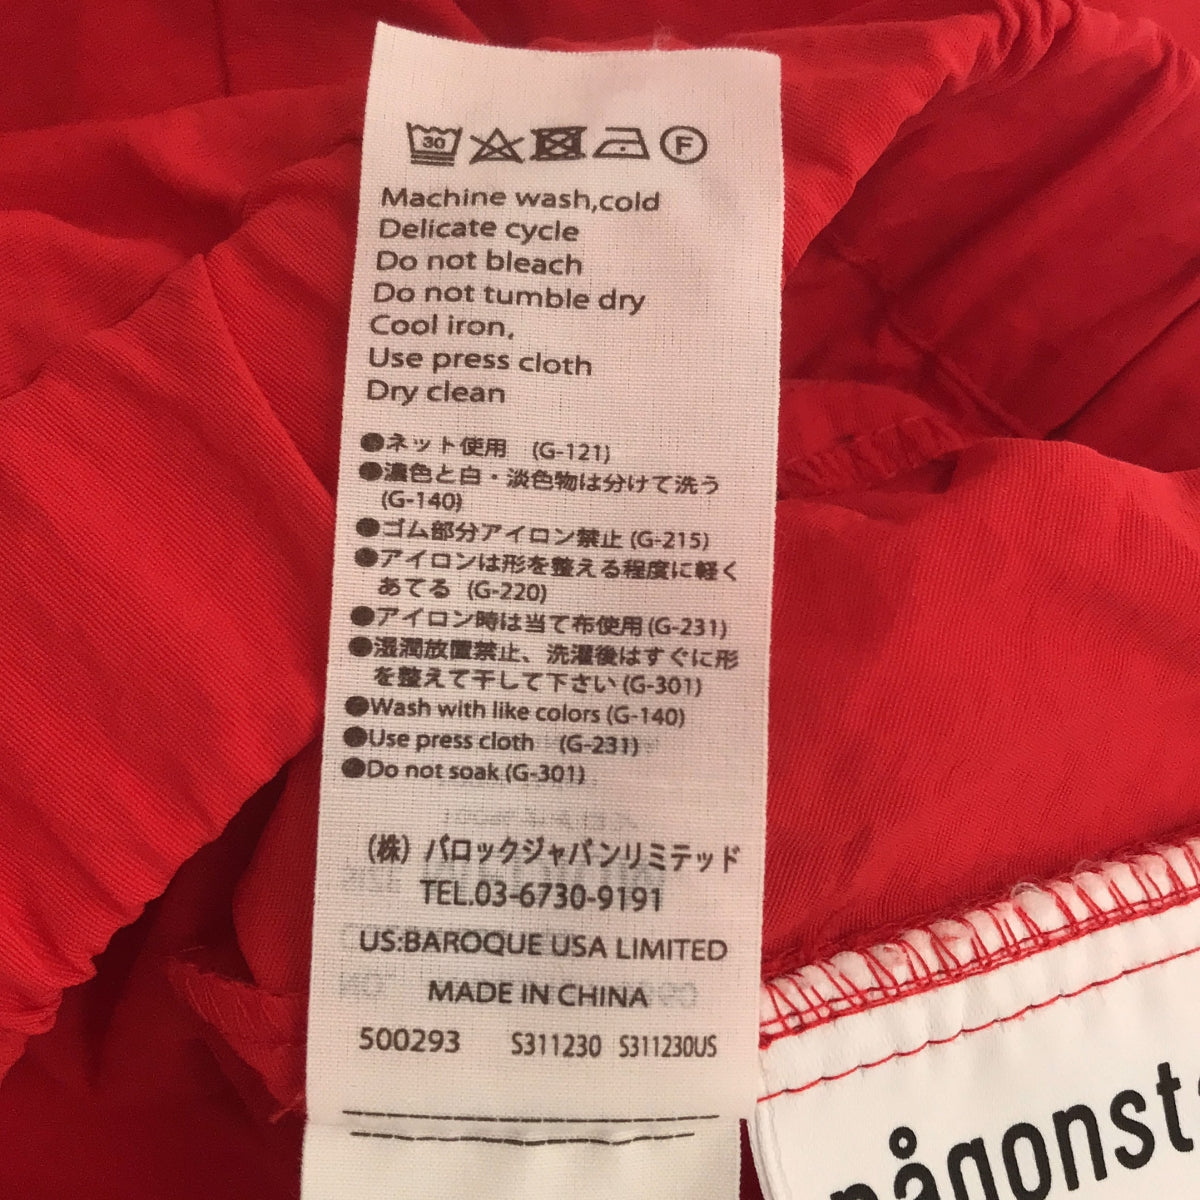 30 F
Machine wash,cold
Delicate cycle
Do not bleach
Do not tumble dry
Cool iron,
Use press cloth
Dry clean
●ネット使用 (G-121)
●濃色と白・淡色物は分けて洗う
(G-140)
●ゴム部分アイロン禁止 (G-215)
●アイロンは形を整える程度に軽く
あてる (G-220)
●アイロン時は当て布使用 (G-231)
●湿潤放置禁止、洗濯後はすぐに形
を整えて干して下さい (G-301)
●Wash with like colors (G-140)
●Use press cloth (G-231)
●Do not soak (G-301)
(株) バロックジャパンリミテッド
TEL.03-6730-9191
US:BAROQUE USA LIMITED
MADE IN CHINA
500293 S311230 S311230US
någonst